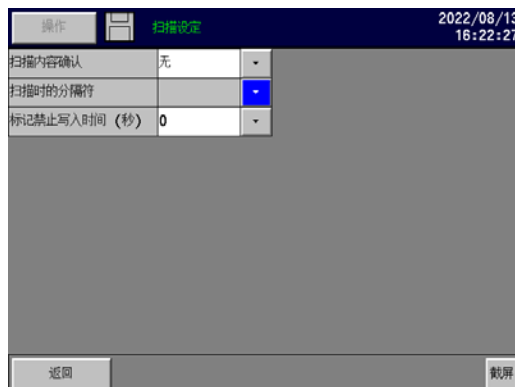 操作 扫描设定 2022/08/13
16:22:27
扫描内容确认 无
扫描时的分隔符
标记禁止写入时间 (秒) 0
返回 截屏